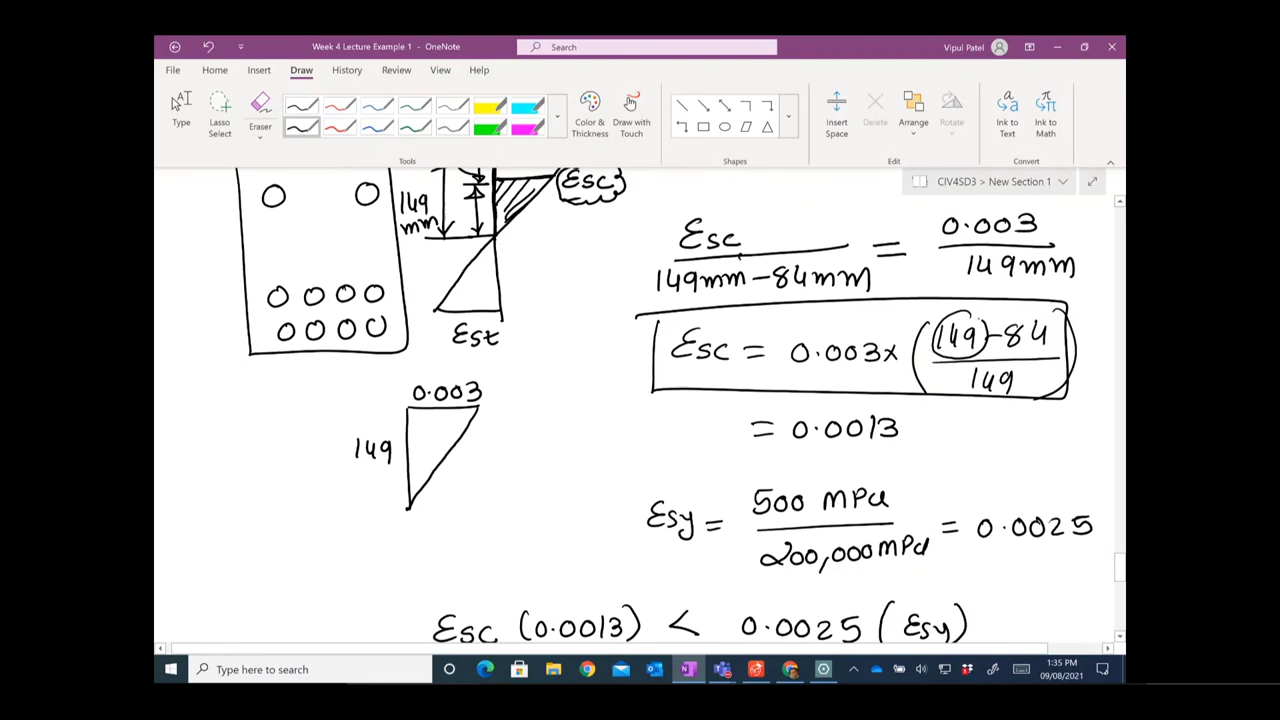 Week 4 Lecture Example 1 - OneNote
Search
Vipul Patel
File Home Insert Draw History Review View Help
Type
Lasso Select
Eraser
Color & Thickness
Draw with Touch
Insert Space
Delete
Arrange
Rotate
Ink to Text
Ink to Math
Tools
Shapes
Edit
Convert
CIV4SD3 > New Section 1
149 mm
εsc
εst
εsc / 149mm-84mm = 0.003 / 149mm
εsc = 0.003x (149-84 / 149)
= 0.0013
0.003
149
εsy = 500 MPa / 200,000 MPa = 0.0025
εsc (0.0013) < 0.0025 (εsy)
Type here to search
1:35 PM
09/08/2021